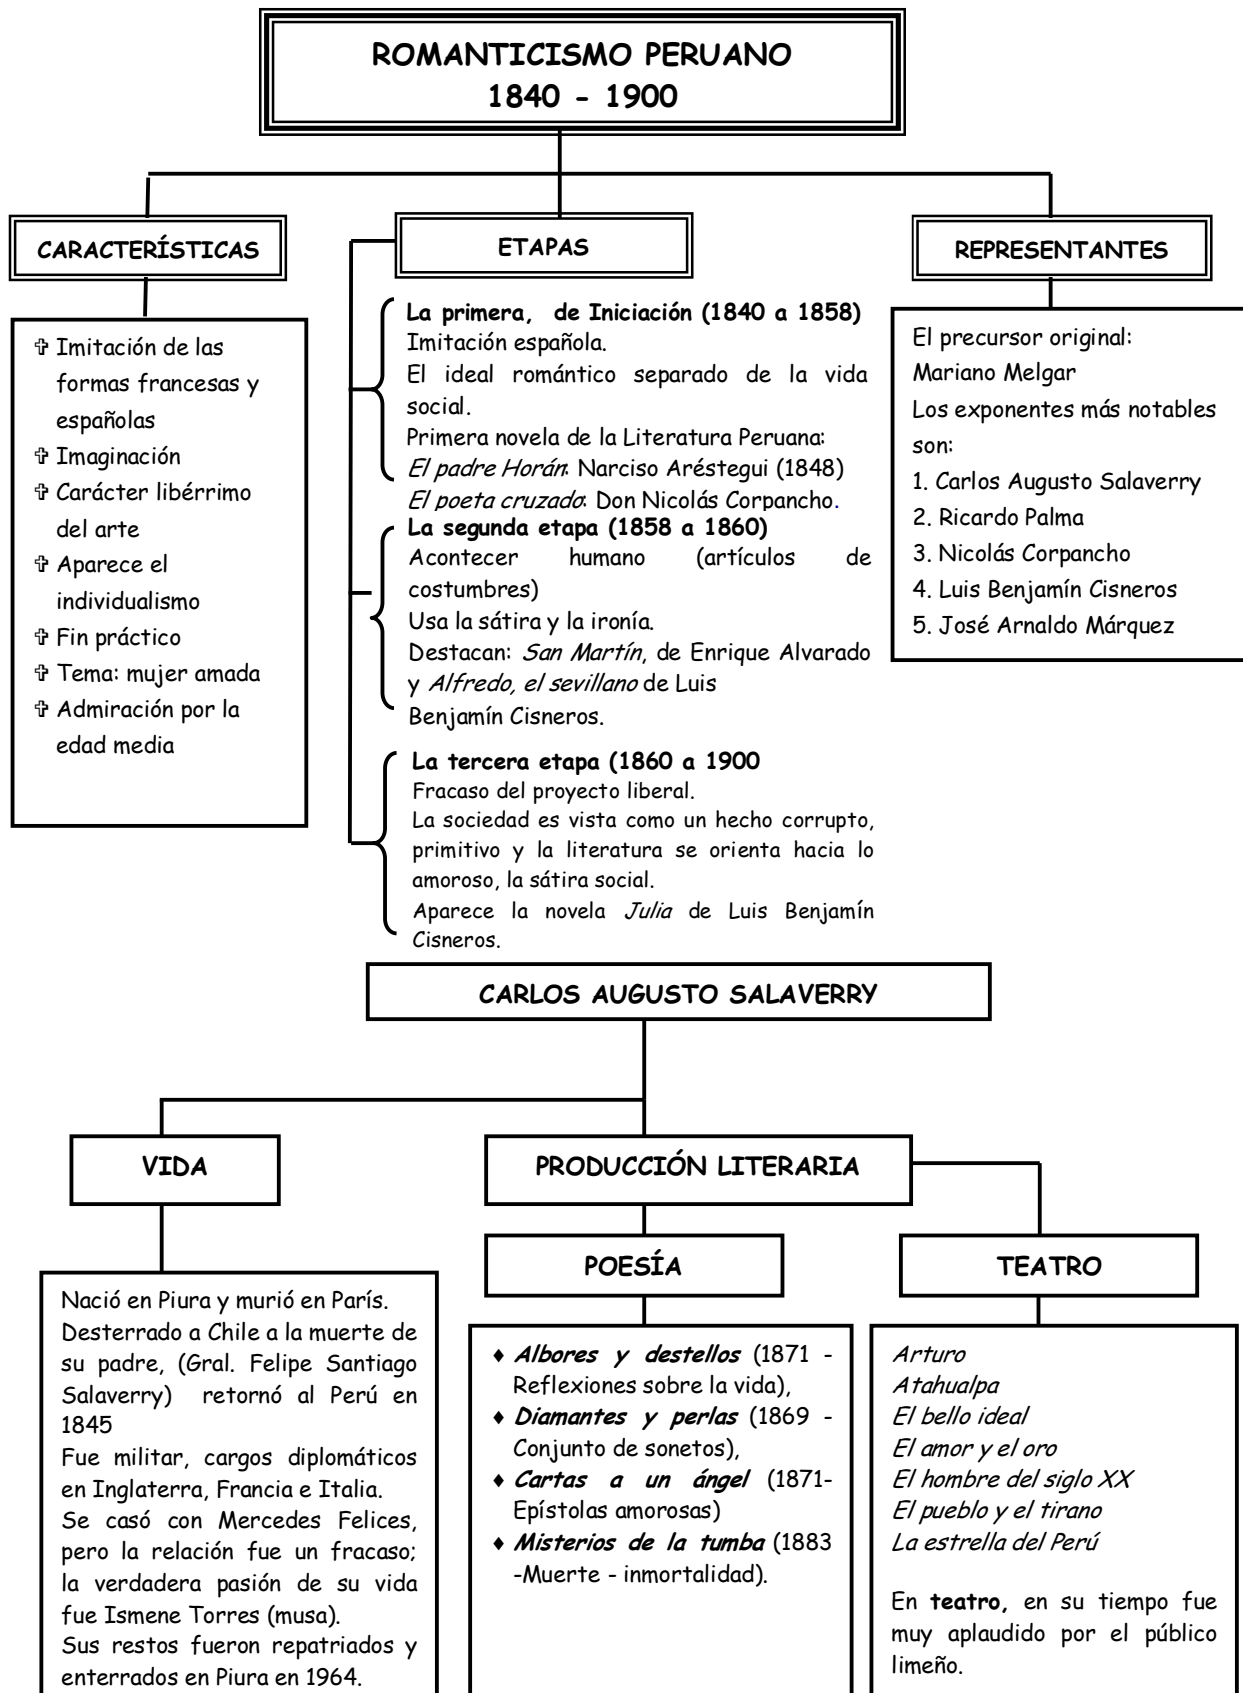 ROMANTICISMO PERUANO
1840 - 1900
CARACTERÍSTICAS
✞ Imitación de las
formas francesas y
españolas
✞ Imaginación
✞ Carácter libérrimo
del arte
✞ Aparece el
individualismo
✞ Fin práctico
✞ Tema: mujer amada
✞ Admiración por la
edad media
ETAPAS
La primera, de Iniciación (1840 a 1858)
Imitación española.
El ideal romántico separado de la vida
social.
Primera novela de la Literatura Peruana:
El padre Horán: Narciso Aréstegui (1848)
El poeta cruzado: Don Nicolás Corpancho.
La segunda etapa (1858 a 1860)
Acontecer humano (artículos de
costumbres)
Usa la sátira y la ironía.
Destacan: San Martín, de Enrique Alvarado
y Alfredo, el sevillano de Luis
Benjamín Cisneros.
La tercera etapa (1860 a 1900
Fracaso del proyecto liberal.
La sociedad es vista como un hecho corrupto,
primitivo y la literatura se orienta hacia lo
amoroso, la sátira social.
Aparece la novela Julia de Luis Benjamín
Cisneros.
REPRESENTANTES
El precursor original:
Mariano Melgar
Los exponentes más notables
son:
1. Carlos Augusto Salaverry
2. Ricardo Palma
3. Nicolás Corpancho
4. Luis Benjamín Cisneros
5. José Arnaldo Márquez
CARLOS AUGUSTO SALAVERRY
VIDA
Nació en Piura y murió en París.
Desterrado a Chile a la muerte de
su padre, (Gral. Felipe Santiago
Salaverry) retornó al Perú en
1845
Fue militar, cargos diplomáticos
en Inglaterra, Francia e Italia.
Se casó con Mercedes Felices,
pero la relación fue un fracaso;
la verdadera pasión de su vida
fue Ismene Torres (musa).
Sus restos fueron repatriados y
enterrados en Piura en 1964.
PRODUCCIÓN LITERARIA
POESÍA
♦ Albores y destellos (1871 -
Reflexiones sobre la vida),
♦ Diamantes y perlas (1869 -
Conjunto de sonetos),
♦ Cartas a un ángel (1871-
Epístolas amorosas)
♦ Misterios de la tumba (1883
-Muerte - inmortalidad).
TEATRO
Arturo
Atahualpa
El bello ideal
El amor y el oro
El hombre del siglo XX
El pueblo y el tirano
La estrella del Perú
En teatro, en su tiempo fue
muy aplaudido por el público
limeño.